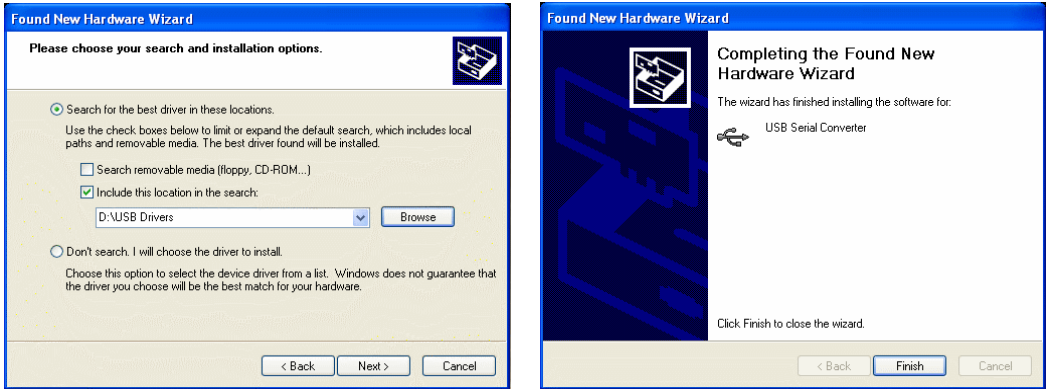 Found New Hardware Wizard
Please choose your search and installation options.
Search for the best driver in these locations.
Use the check boxes below to limit or expand the default search, which includes local
paths and removable media. The best driver found will be installed.
Search removable media (floppy, CD-ROM...)
Include this location in the search:
D:\USB Drivers
Browse
Don't search. I will choose the driver to install.
Choose this option to select the device driver from a list. Windows does not guarantee that
the driver you choose will be the best match for your hardware.
< Back
Next >
Cancel
Found New Hardware Wizard
Completing the Found New
Hardware Wizard
The wizard has finished installing the software for:
USB Serial Converter
Click Finish to close the wizard.
< Back
Finish
Cancel